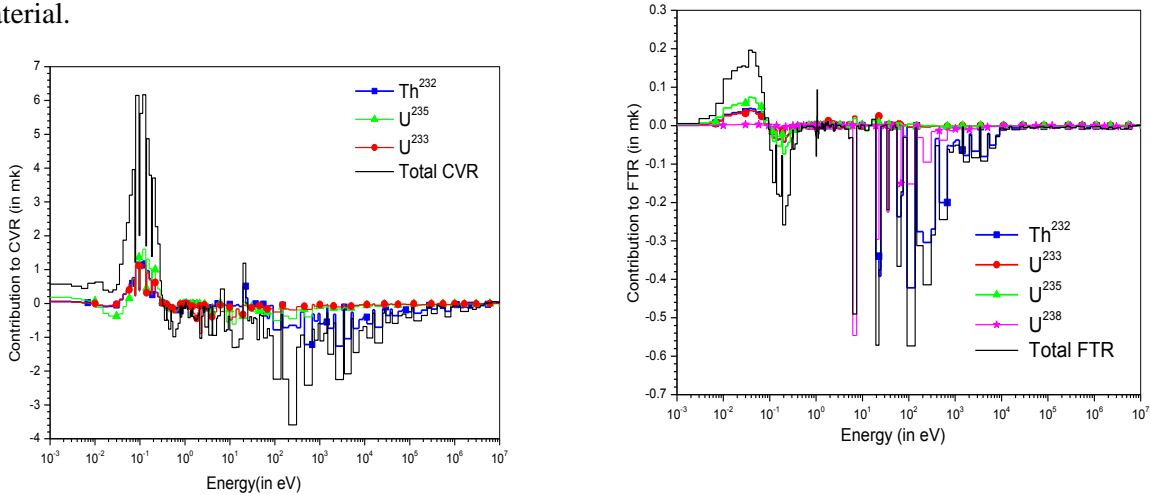 aterial.
7
6
5
4
3
2
1
0
-1
-2
-3
-4
Contribution to CVR (in mk)
Th²³²
U²³⁵
U²³³
Total CVR
10⁻³ 10⁻² 10⁻¹ 10⁰ 10¹ 10² 10³ 10⁴ 10⁵ 10⁶ 10⁷
Energy(in eV)
0.3
0.2
0.1
0.0
-0.1
-0.2
-0.3
-0.4
-0.5
-0.6
-0.7
Contribution to FTR (in mk)
Th²³²
U²³³
U²³⁵
U²³⁸
Total FTR
10⁻³ 10⁻² 10⁻¹ 10⁰ 10¹ 10² 10³ 10⁴ 10⁵ 10⁶ 10⁷
Energy (in eV)